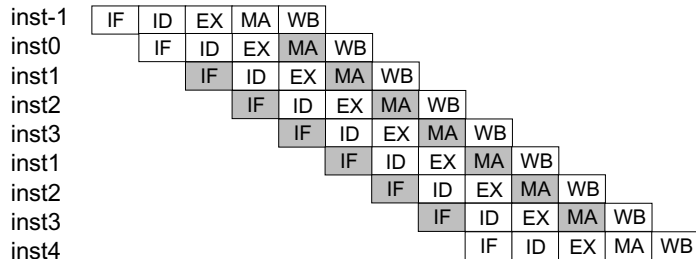 inst-1 IF ID EX MA WB
inst0 IF ID EX MA WB
inst1 IF ID EX MA WB
inst2 IF ID EX MA WB
inst3 IF ID EX MA WB
inst1 IF ID EX MA WB
inst2 IF ID EX MA WB
inst3 IF ID EX MA WB
inst4 IF ID EX MA WB